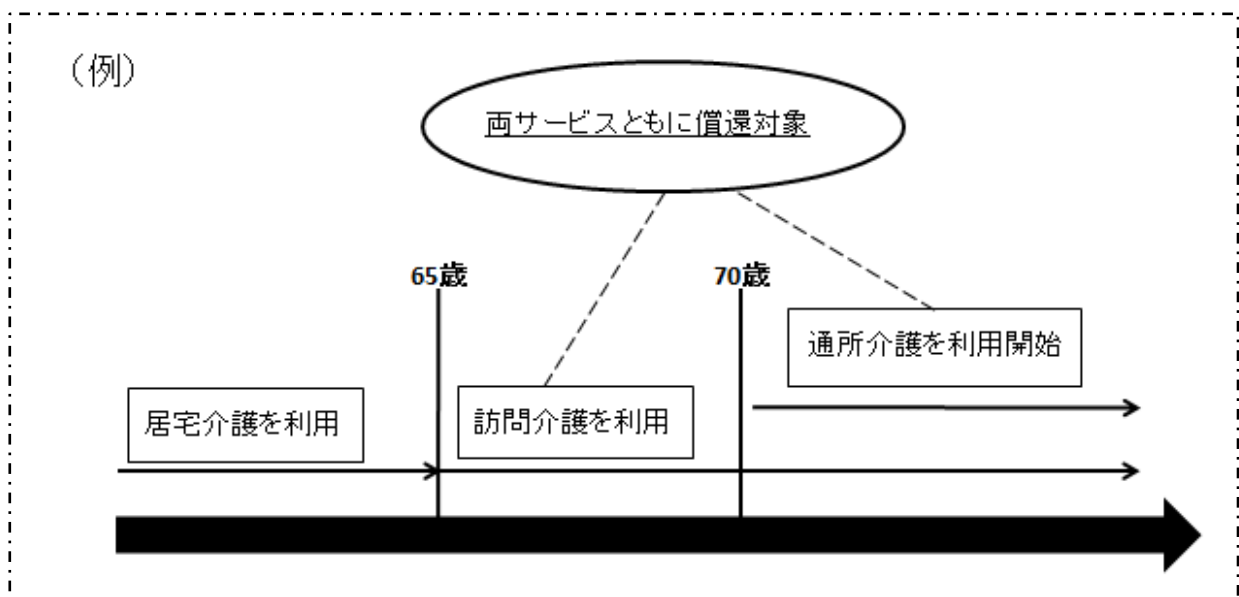 （例）
両サービスともに償還対象
65歳
70歳
通所介護を利用開始
居宅介護を利用
訪問介護を利用